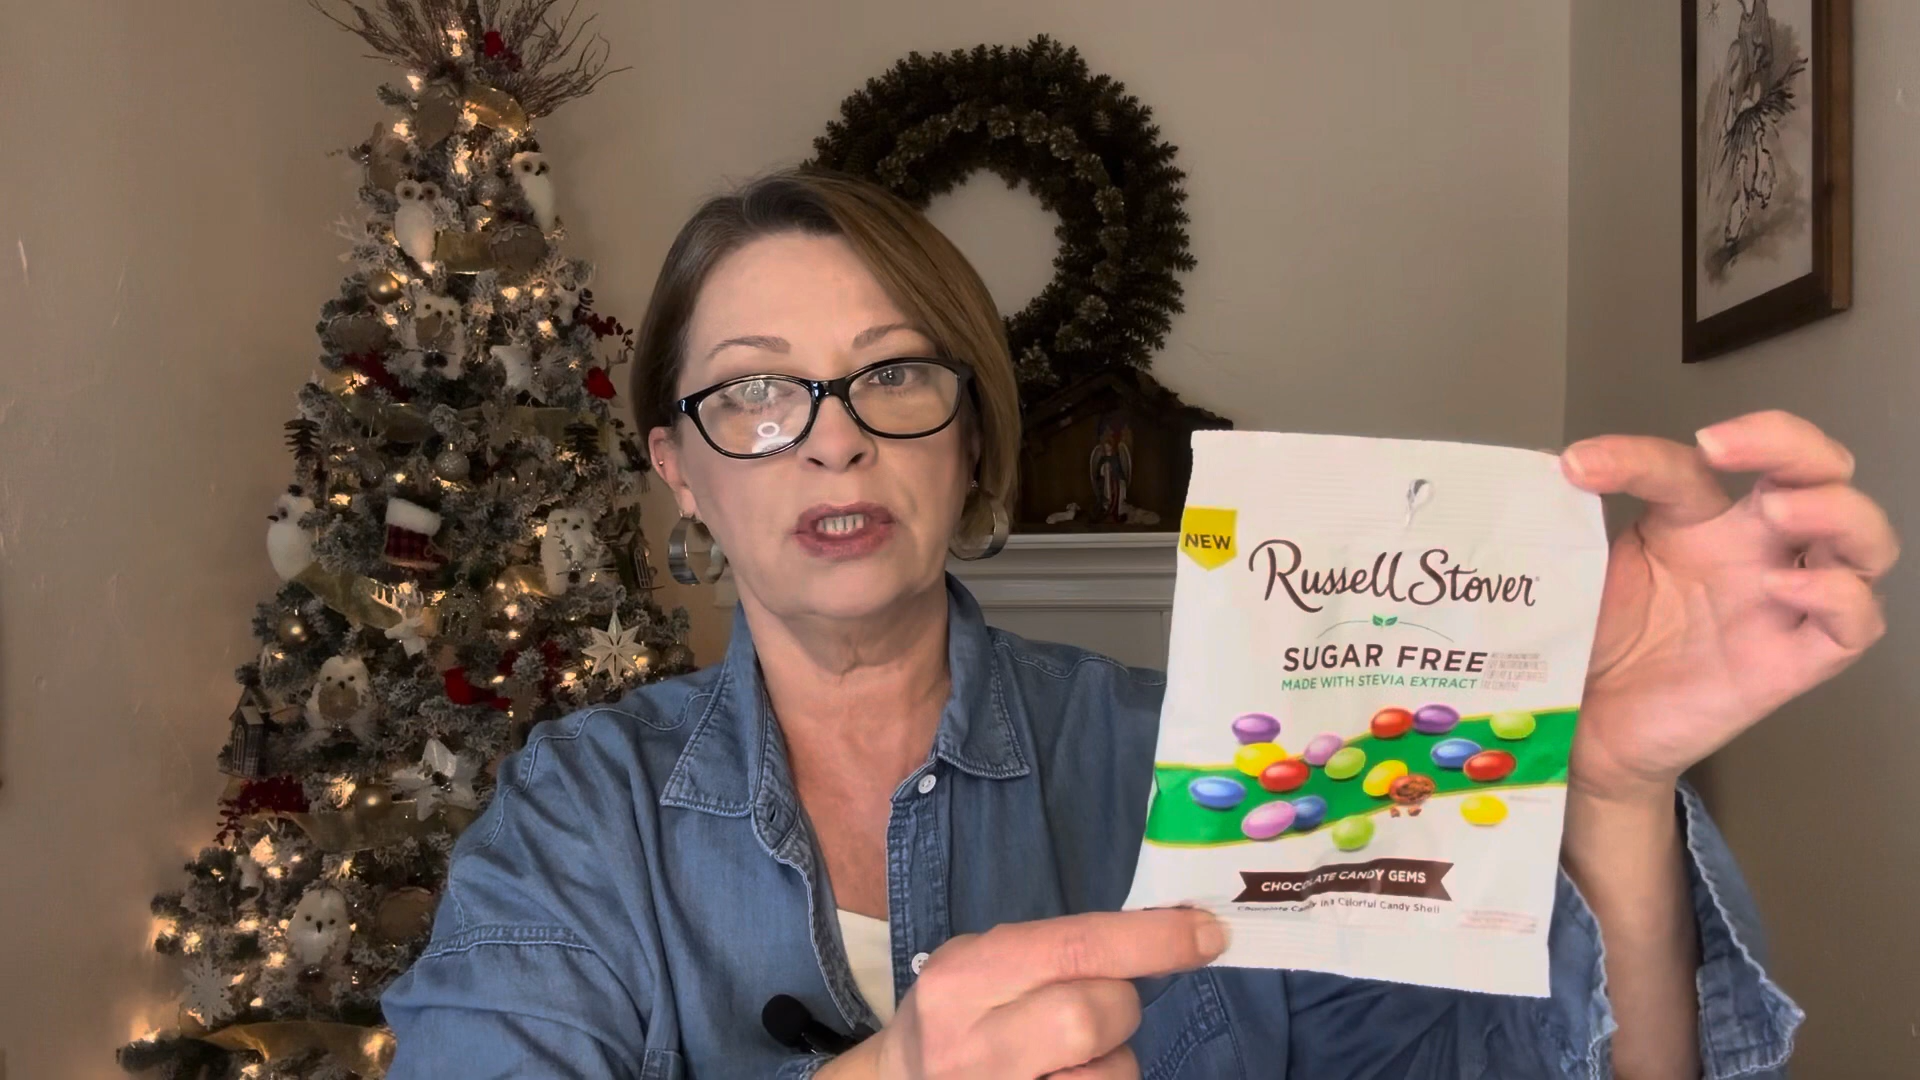 NEW
Russell Stover
SUGAR FREE
MADE WITH STEVIA EXTRACT
CHOCOLATE CANDY GEMS
Chocolate Candy in a Colorful Candy Shell